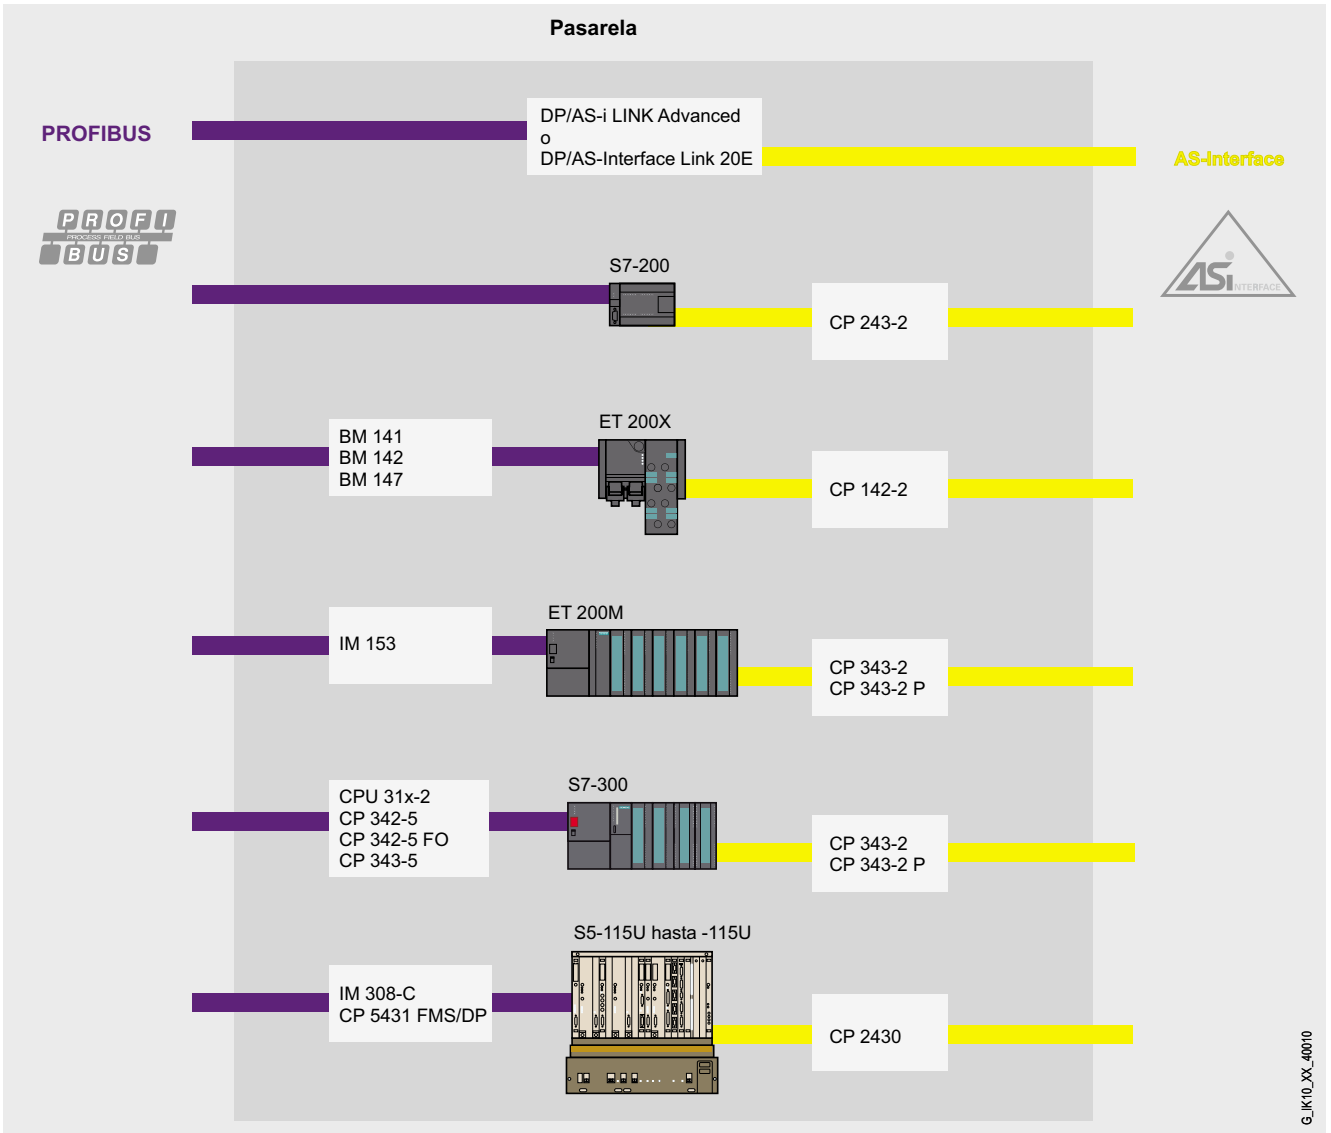 Pasarela
PROFIBUS
DP/AS-i LINK Advanced
o
DP/AS-Interface Link 20E
AS-Interface
PROFI
PROCESS FIELD BUS
BUS
ASi
INTERFACE
S7-200
CP 243-2
BM 141
BM 142
BM 147
ET 200X
CP 142-2
IM 153
ET 200M
CP 343-2
CP 343-2 P
CPU 31x-2
CP 342-5
CP 342-5 FO
CP 343-5
S7-300
CP 343-2
CP 343-2 P
S5-115U hasta -115U
IM 308-C
CP 5431 FMS/DP
CP 2430
G_IK10_XX_40010